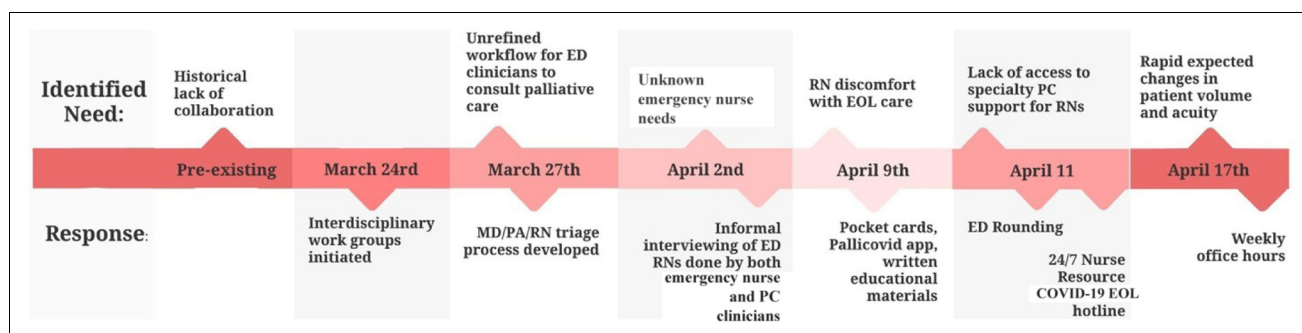 Identified
Need:
Historical
lack of
collaboration
Unrefined
workflow for ED
clinicians to
consult palliative
care
Unknown
emergency nurse
needs
RN discomfort
with EOL care
Lack of access to
specialty PC
support for RNs
Rapid expected
changes in
patient volume
and acuity
Pre-existing
March 24rd
March 27th
April 2nd
April 9th
April 11
April 17th
Response:
Interdisciplinary
work groups
initiated
MD/PA/RN triage
process developed
Informal
interviewing of ED
RNs done by both
emergency nurse
and PC
clinicians
Pocket cards,
Pallicovid app,
written
educational
materials
ED Rounding
24/7 Nurse
Resource
COVID-19 EOL
hotline
Weekly
office hours